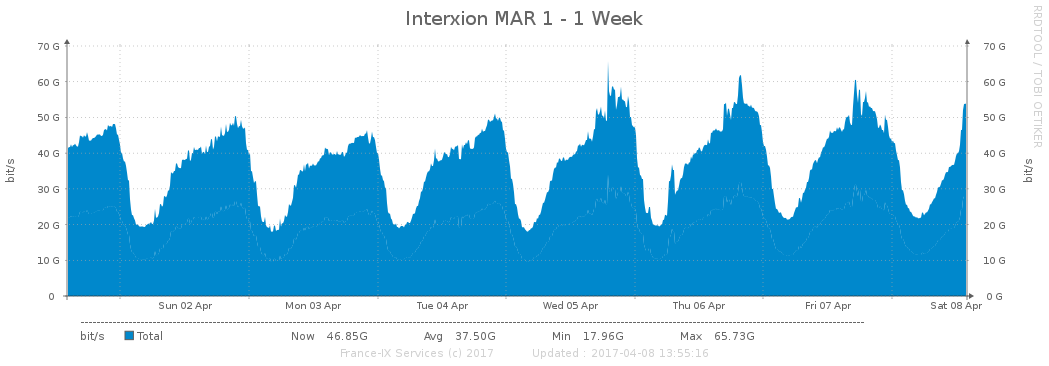 Interxion MAR 1 - 1 Week
RRDTOOL / TOBI OETIKER
70 G 70 G
60 G 60 G
50 G 50 G
40 G 40 G
30 G 30 G
20 G 20 G
10 G 10 G
0 0 G
bit/s
bit/s
Sun 02 Apr Mon 03 Apr Tue 04 Apr Wed 05 Apr Thu 06 Apr Fri 07 Apr Sat 08 Apr
bit/s Total Now 46.85G Avg 37.50G Min 17.96G Max 65.73G
France-IX Services (c) 2017 Updated : 2017-04-08 13:55:16